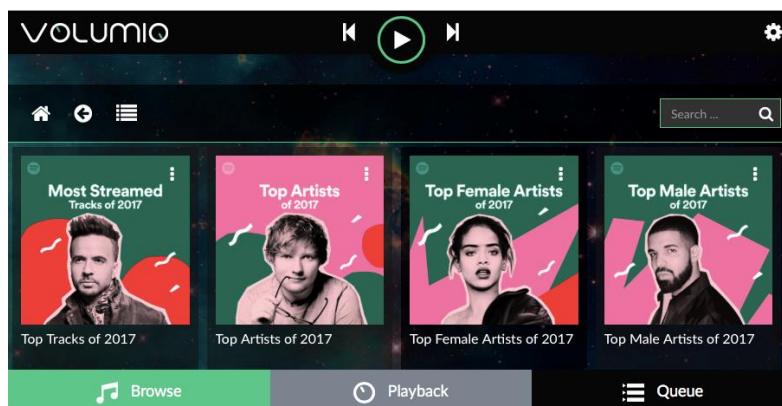 VOLUMIO
Search ...
Most Streamed
Tracks of 2017
Top Tracks of 2017
Top Artists
of 2017
Top Artists of 2017
Top Female Artists
of 2017
Top Female Artists of 2017
Top Male Artists
of 2017
Top Male Artists of 2017
Browse
Playback
Queue